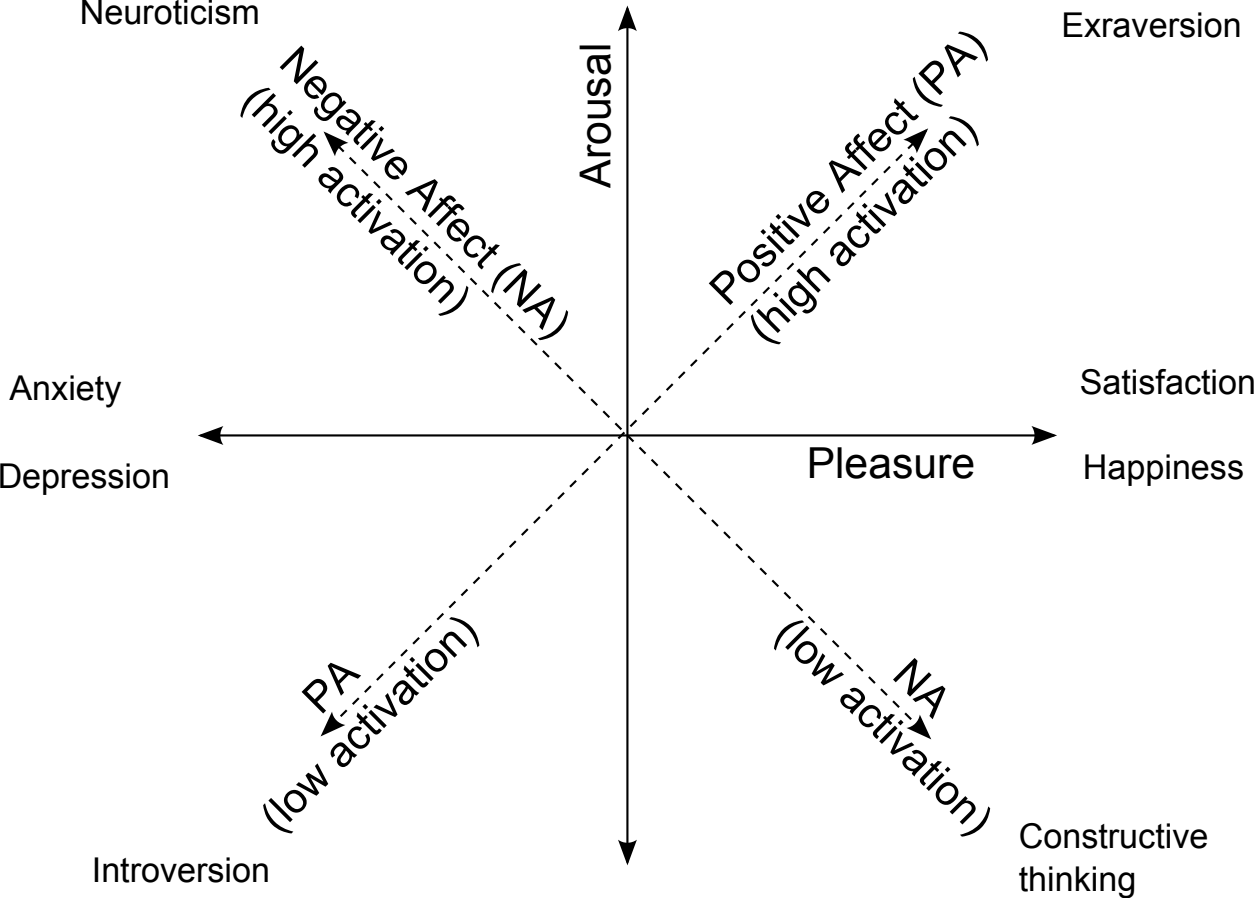 Neuroticism
Exraversion
Arousal
Negative Affect (NA)
(high activation)
Positive Affect (PA)
(high activation)
Anxiety
Satisfaction
Pleasure
Depression
Happiness
PA
(low activation)
NA
(low activation)
Introversion
Constructive
thinking